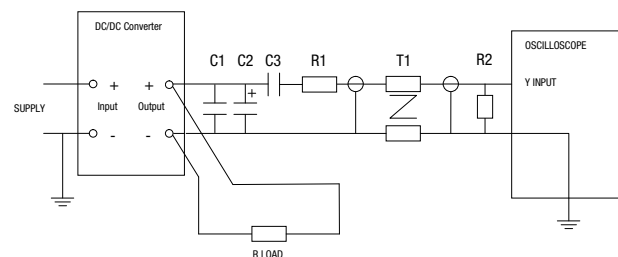 DC/DC Converter
C1 C2 C3 R1 T1 R2
OSCILLOSCOPE
+ + +
Y INPUT
SUPPLY Input Output
- -
R LOAD